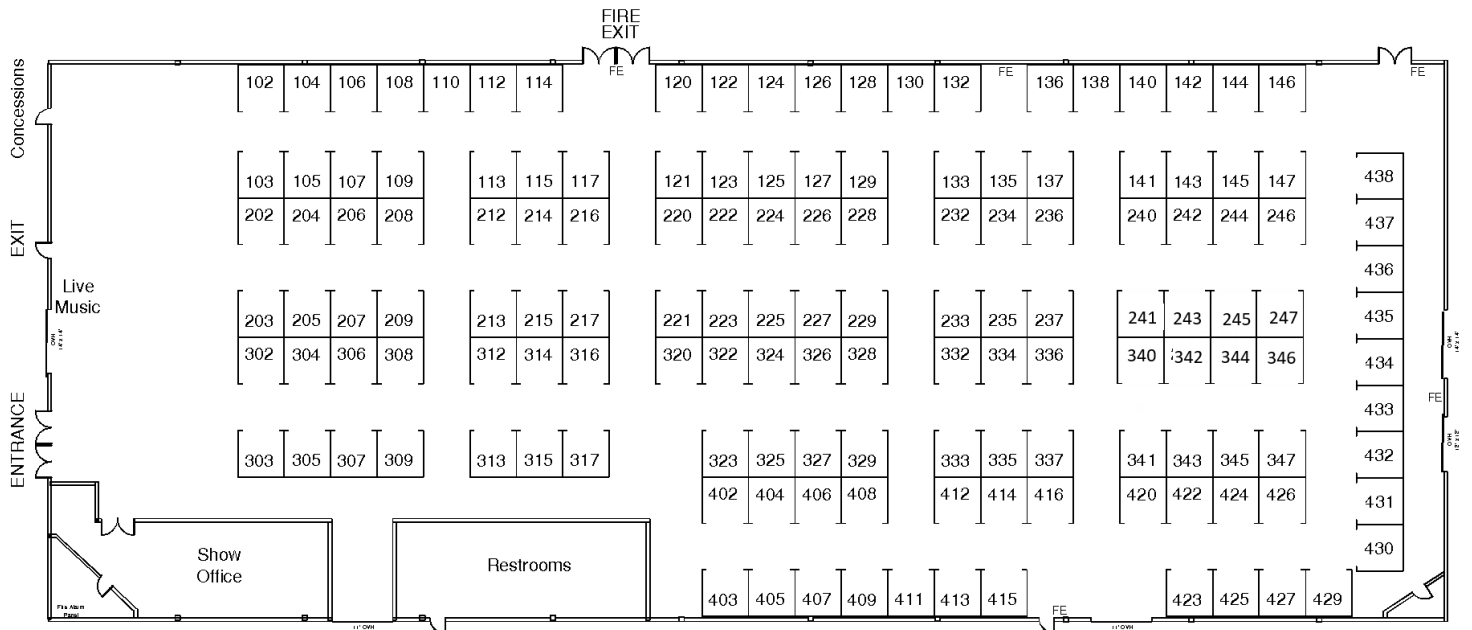 FIRE
EXIT
FE
FE
FE
Concessions
102 104 106 108 110 112 114 120 122 124 126 128 130 132 136 138 140 142 144 146
103 105 107 109 113 115 117 121 123 125 127 129 133 135 137 141 143 145 147
438
202 204 206 208 212 214 216 220 222 224 226 228 232 234 236 240 242 244 246
437
EXIT
436
Live
Music
203 205 207 209 213 215 217 221 223 225 227 229 233 235 237 241 243 245 247
435
302 304 306 308 312 314 316 320 322 324 326 328 332 334 336 340 342 344 346
434
FE
433
ENTRANCE
303 305 307 309 313 315 317 323 325 327 329 333 335 337 341 343 345 347
432
402 404 406 408 412 414 416 420 422 424 426
431
Show
Office
Restrooms
430
403 405 407 409 411 413 415 423 425 427 429
FE
Fire Alarm
Panel